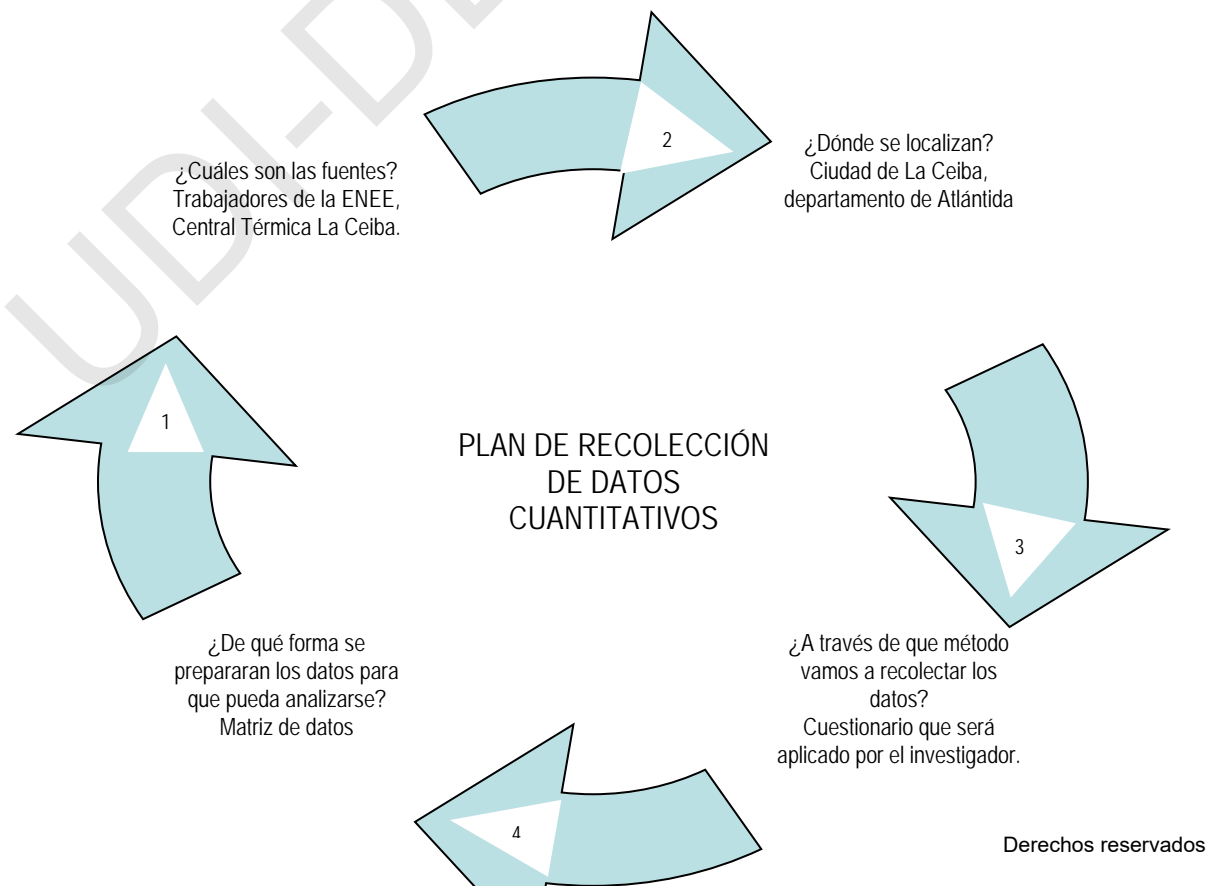 UDI-DE
2
¿Cuáles son las fuentes?
Trabajadores de la ENEE,
Central Térmica La Ceiba.
¿Dónde se localizan?
Ciudad de La Ceiba,
departamento de Atlántida
1
PLAN DE RECOLECCIÓN
DE DATOS
CUANTITATIVOS
3
¿De qué forma se
prepararan los datos para
que pueda analizarse?
Matriz de datos
¿A través de que método
vamos a recolectar los
datos?
Cuestionario que será
aplicado por el investigador.
4
Derechos reservados